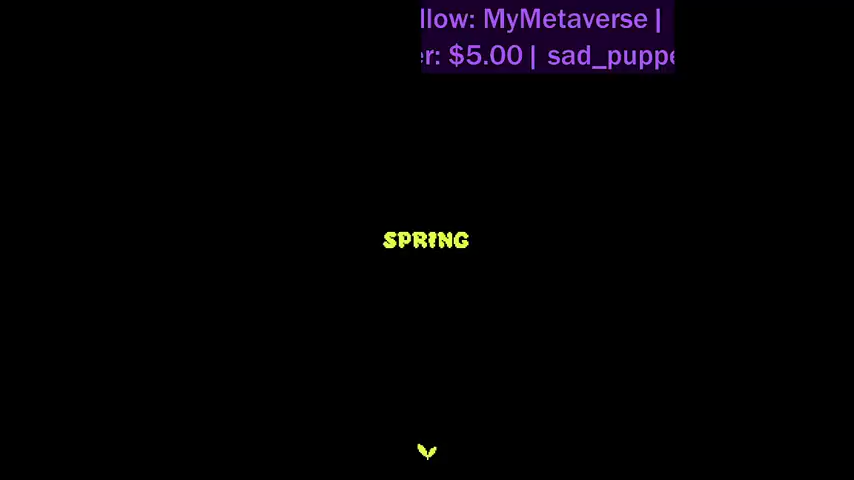 llow: MyMetaverse |
er: $5.00 | sad_puppe
SPRING